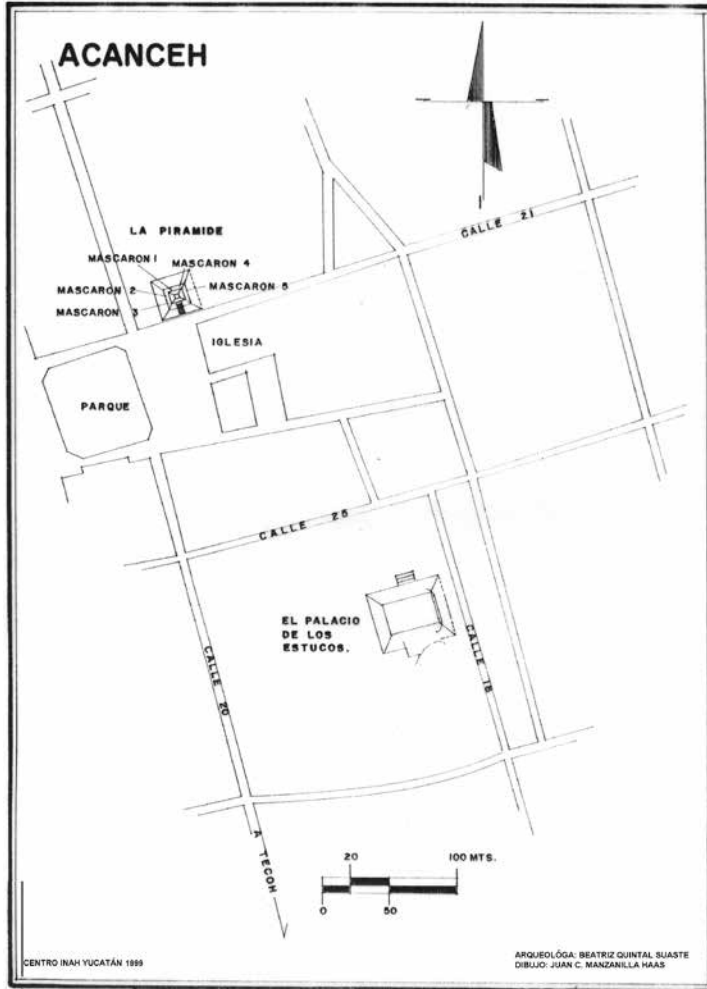 ACANCEH
LA PIRAMIDE
MASCARON 1
MASCARON 4
MASCARON 2
MASCARON 5
MASCARON 3
CALLE 21
IGLESIA
PARQUE
CALLE 25
EL PALACIO
DE LOS
ESTUCOS.
CALLE 20
CALLE 18
A TECOH
20
100 MTS.
0
50
CENTRO INAH YUCATÁN 1999
ARQUEOLÓGA: BEATRIZ QUINTAL SUASTE
DIBUJO: JUAN C. MANZANILLA HAAS